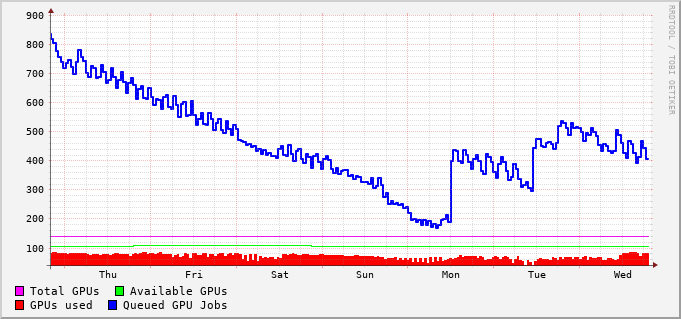 900
800
700
600
500
400
300
200
100
Thu Fri Sat Sun Mon Tue Wed
Total GPUs Available GPUs
GPUs used Queued GPU Jobs
RRDTOOL / TOBI OETIKER